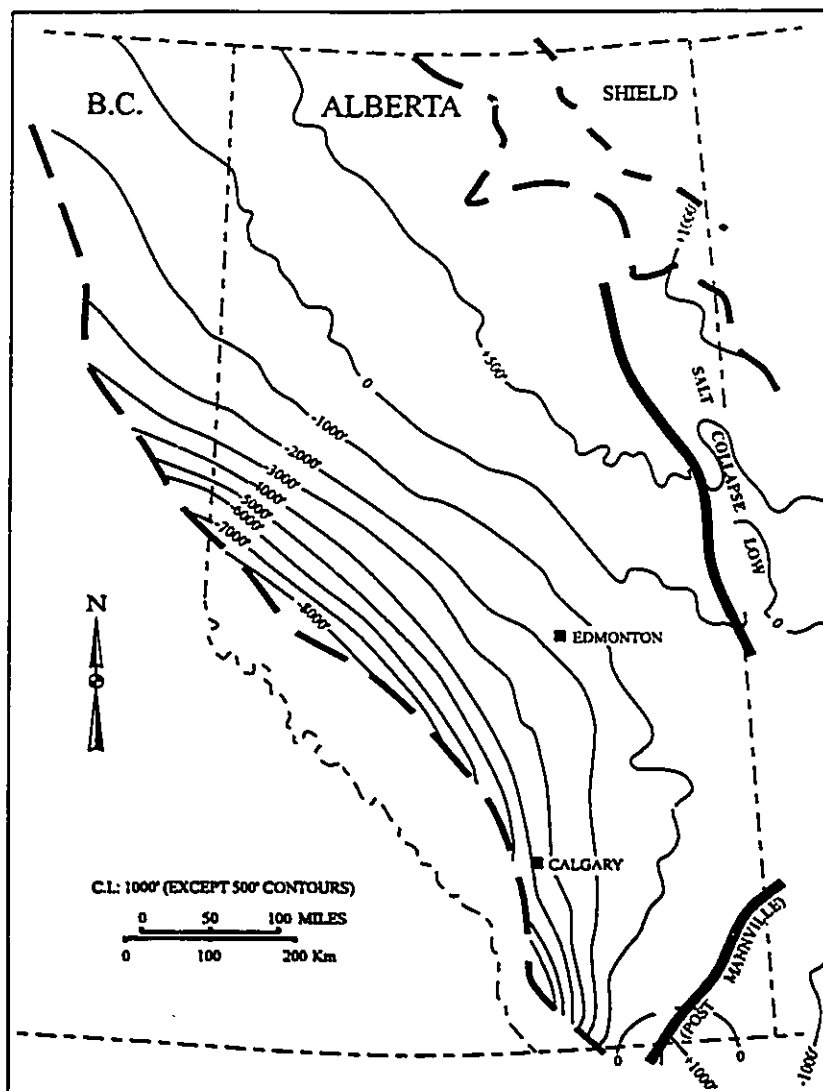 B.C.
ALBERTA
SHIELD
+1000'
+500'
0
-1000'
-2000'
-3000'
-4000'
-5000'
-6000'
-7000'
-8000'
SALT
COLLAPSE
LOW
0
N
EDMONTON
CALGARY
C.I.: 1000' (EXCEPT 500' CONTOURS)
0 50 100 MILES
0 100 200 Km
(POST MANNVILLE)
0
0
+1000'
-1000'